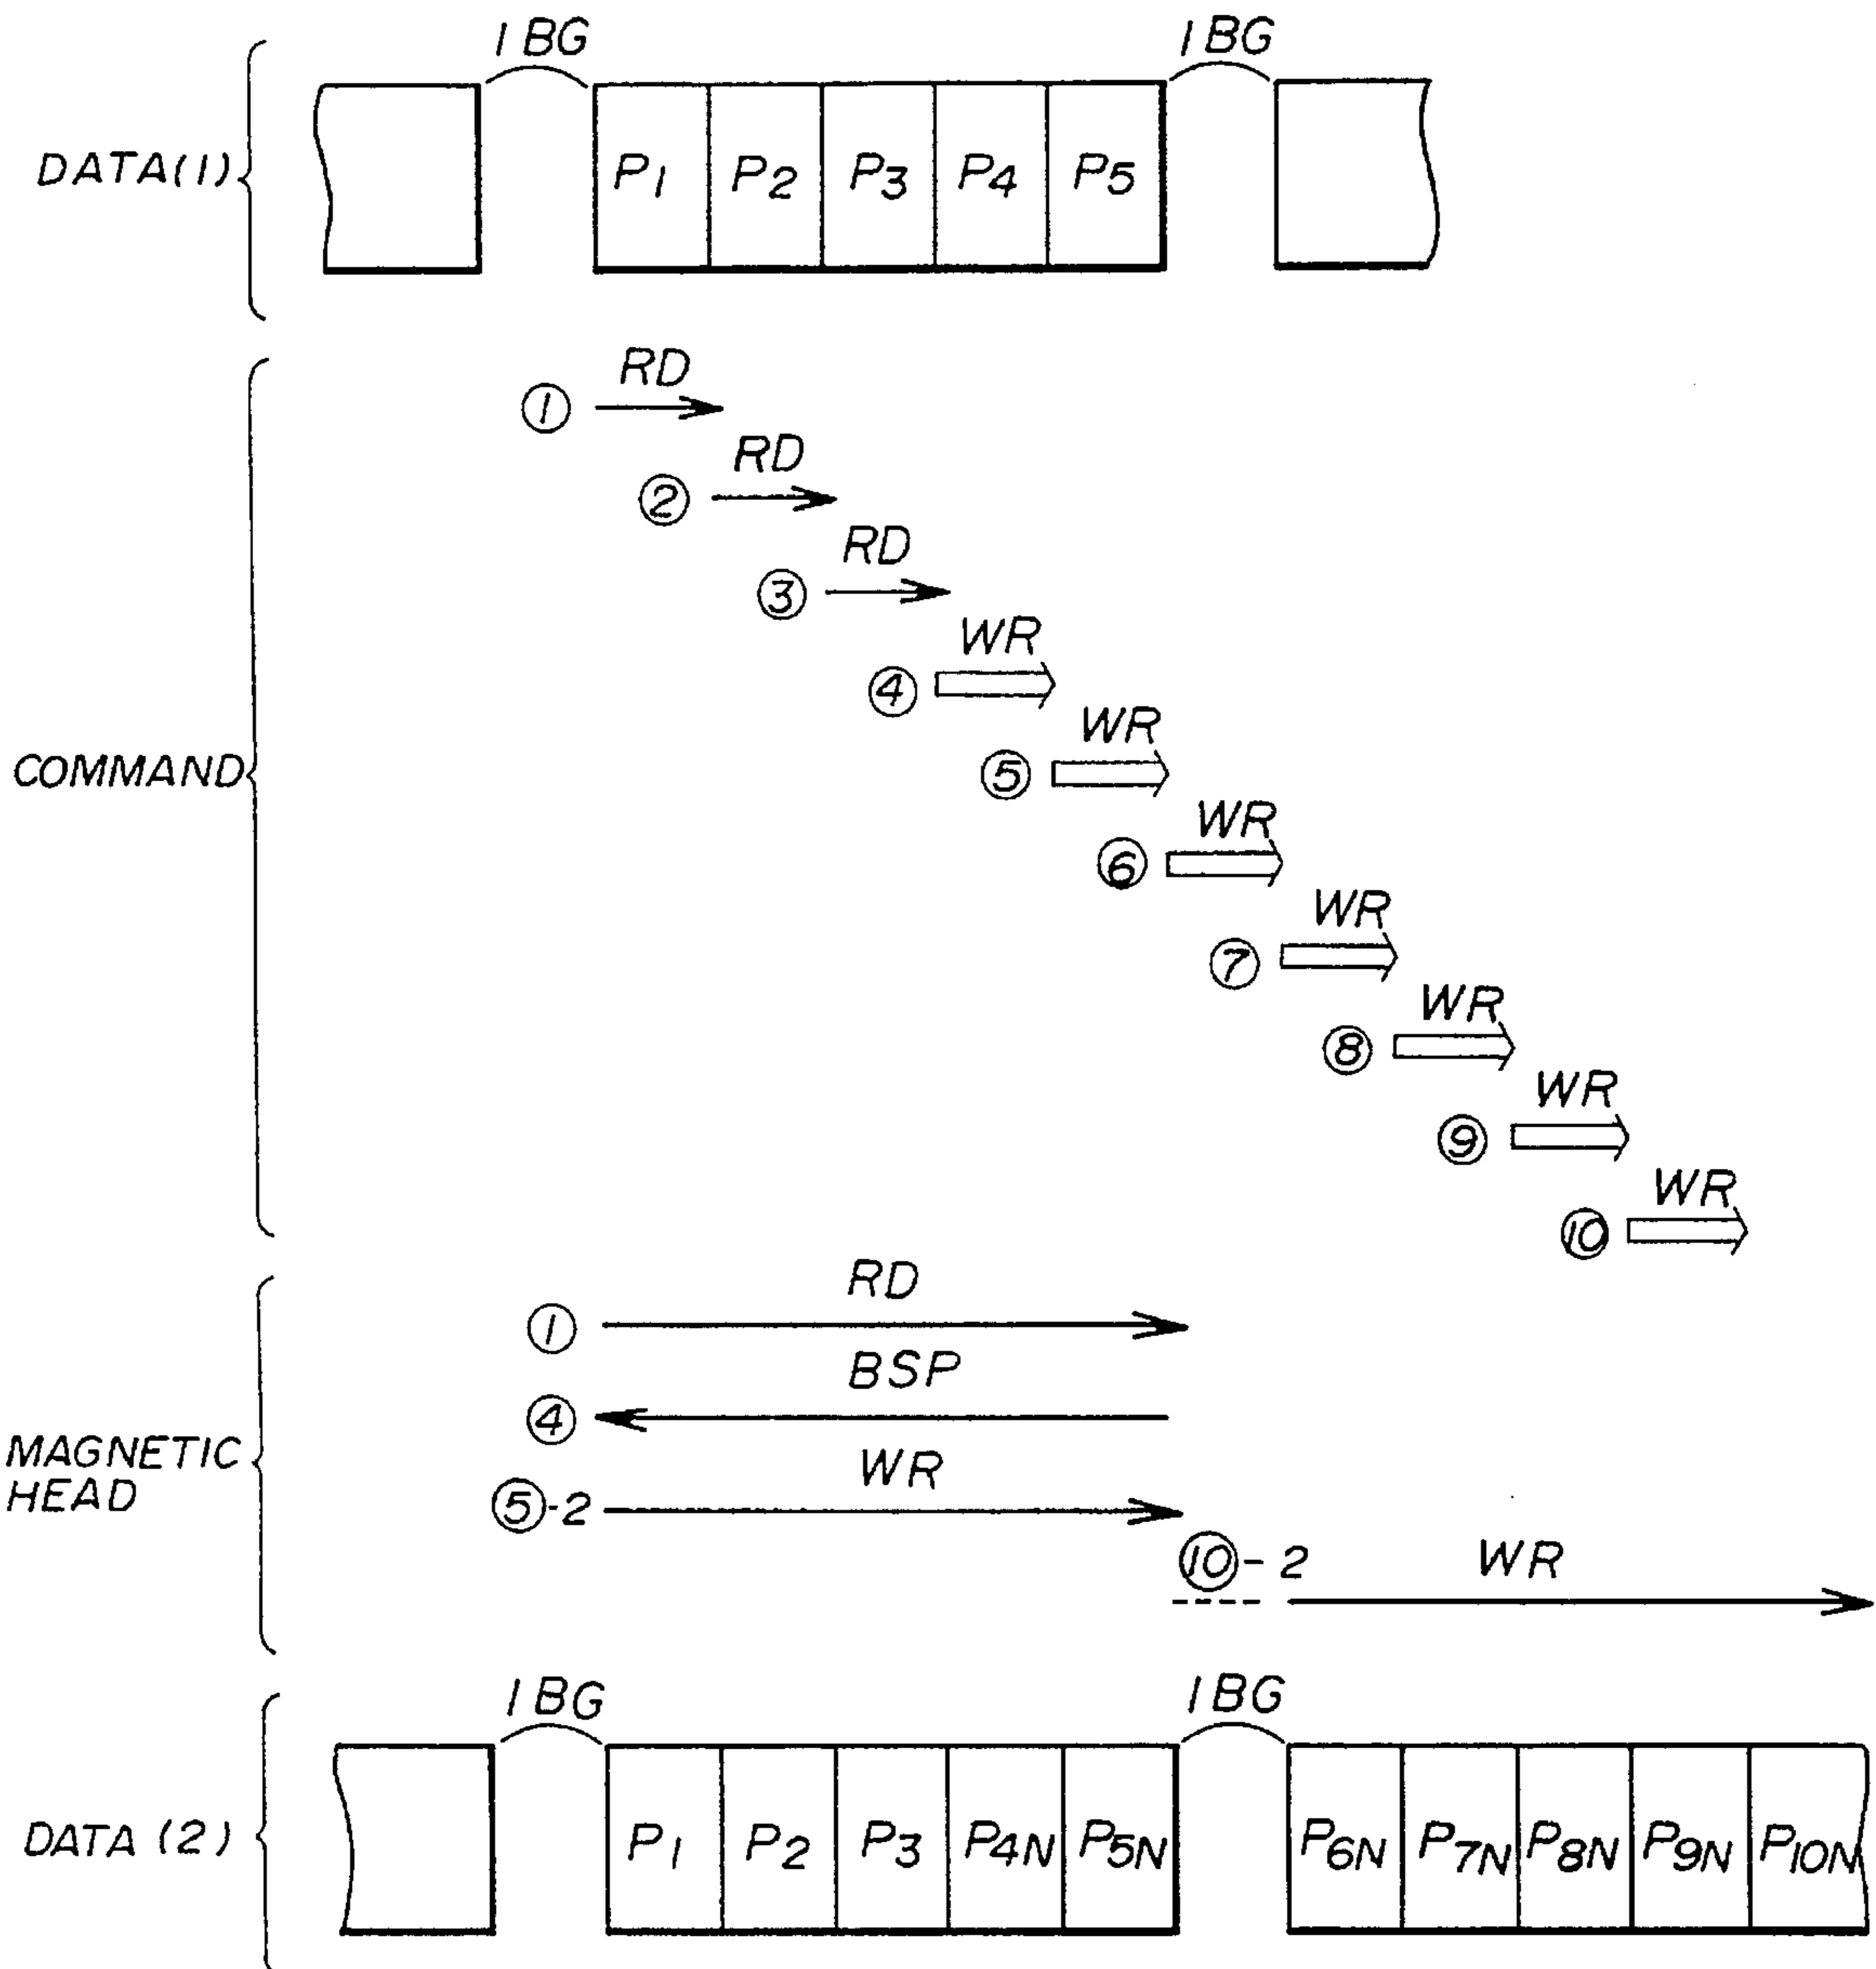 IBG IBG
DATA(1)
P1 P2 P3 P4 P5
COMMAND
RD
①
RD
②
RD
③
WR
④
WR
⑤
WR
⑥
WR
⑦
WR
⑧
WR
⑨
WR
⑩
MAGNETIC
HEAD
RD
①
BSP
④
WR
⑤-2
⑩-2 WR
IBG IBG
DATA (2)
P1 P2 P3 P4N P5N P6N P7N P8N P9N P10N